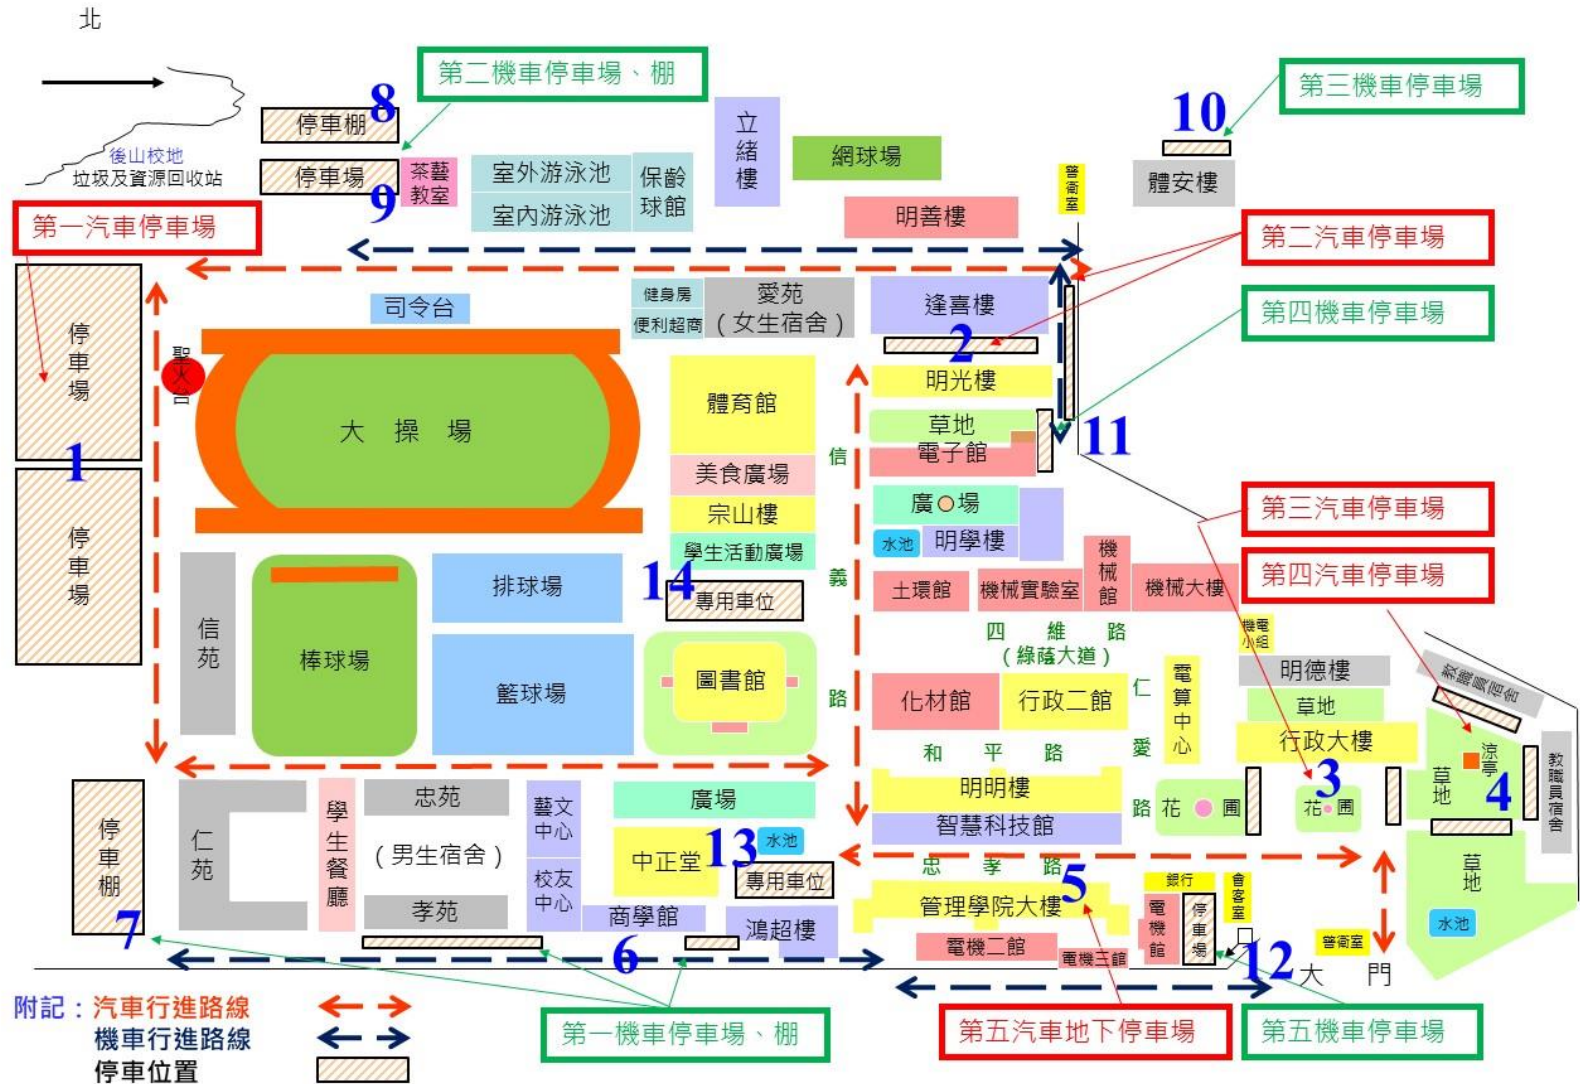 北
第二機車停車場、棚
第三機車停車場
8
停車棚
10
後山校地
垃圾及資源回收站
停車場
9
茶藝
教室
室外游泳池
室內游泳池
保齡
球館
立緒樓
網球場
明善樓
警衛室
體安樓
第一汽車停車場
第二汽車停車場
司令台
健身房
便利超商
愛苑
(女生宿舍)
逢喜樓
2
第四機車停車場
停車場
聖火台
大操場
體育館
明光樓
草地
電子館
11
1
美食廣場
宗山樓
學生活動廣場
信義路
廣場
水池
明學樓
第三汽車停車場
第四汽車停車場
停車場
信苑
棒球場
排球場
籃球場
14
專用車位
圖書館
土環館
機械實驗室
機械館
機械大樓
四維路
(綠蔭大道)
機電
小組
明德樓
草地
行政大樓
教職員宿舍
化材館
行政二館
仁愛路
電算中心
和平路
涼亭
草地
3
4
教職員宿舍
停車棚
7
仁苑
學生餐廳
忠苑
(男生宿舍)
孝苑
藝文
中心
校友
中心
廣場
中正堂
13
水池
專用車位
明明樓
智慧科技館
花圃
花圃
忠孝路
5
管理學院大樓
銀行
會客室
草地
水池
商學館
鴻超樓
6
電機二館
電機三館
電機館
停車場
警衛室
12
大門
附記：汽車行進路線
機車行進路線
停車位置
第一機車停車場、棚
第五汽車地下停車場
第五機車停車場